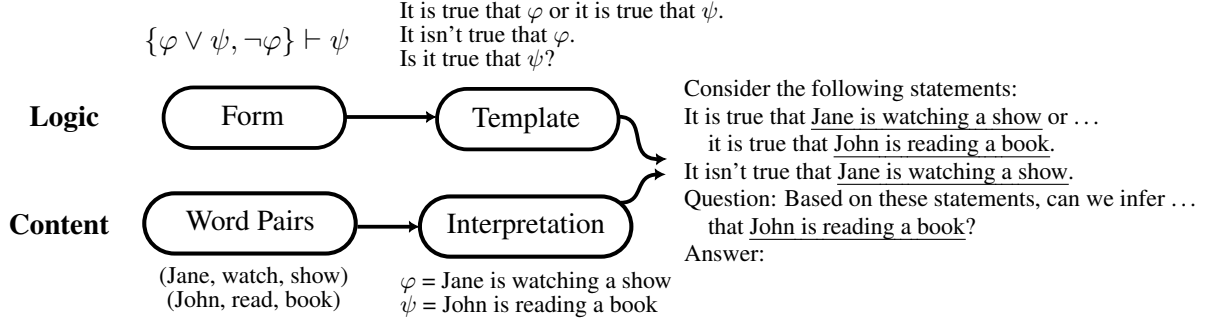 {φ ∨ ψ, ¬φ} ⊢ ψ
It is true that φ or it is true that ψ.
It isn't true that φ.
Is it true that ψ?
Logic
Form
Template
Content
Word Pairs
Interpretation
(Jane, watch, show)
(John, read, book)
φ = Jane is watching a show
ψ = John is reading a book
Consider the following statements:
It is true that Jane is watching a show or …
it is true that John is reading a book.
It isn't true that Jane is watching a show.
Question: Based on these statements, can we infer …
that John is reading a book?
Answer: